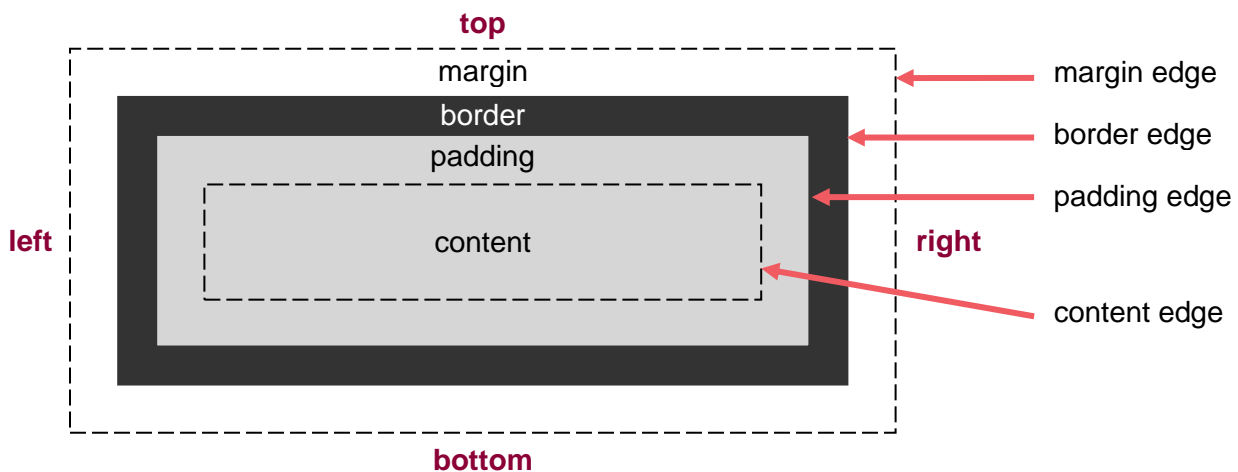 top
margin
margin edge
border
border edge
padding
padding edge
left
content
right
content edge
bottom